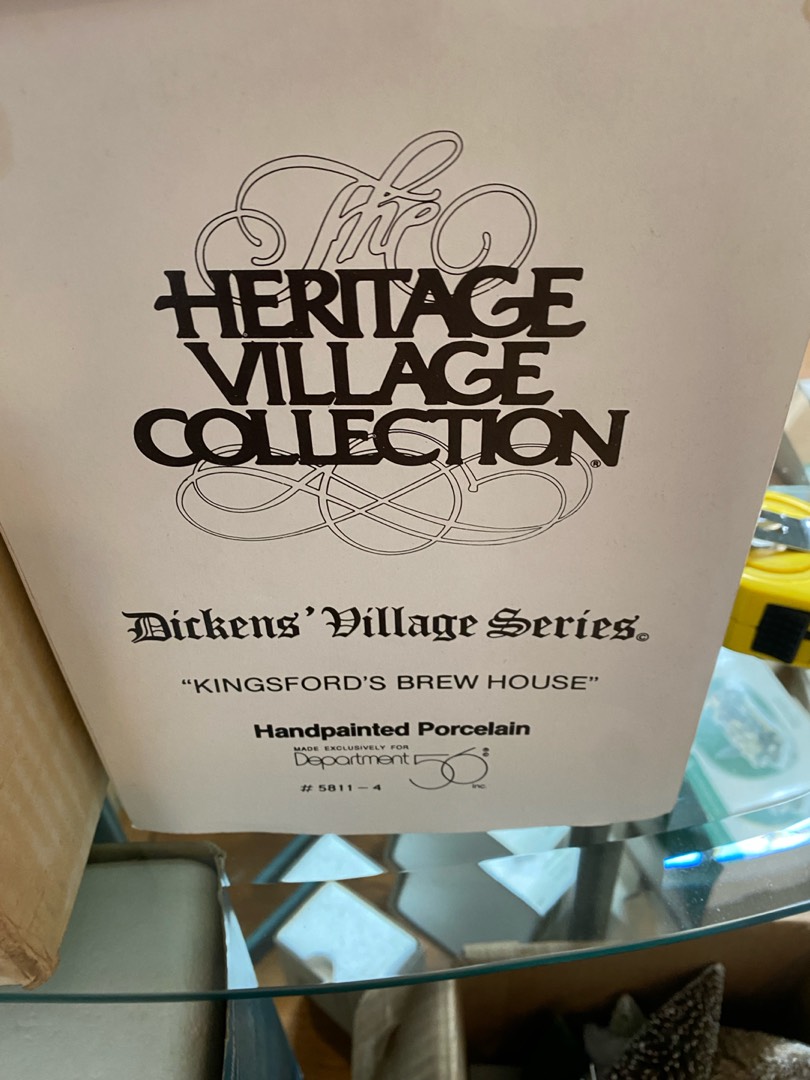 The
HERITAGE
VILLAGE
COLLECTION®
Dickens' Village Series©
"KINGSFORD'S BREW HOUSE"
Handpainted Porcelain
MADE EXCLUSIVELY FOR
Department 56® inc
# 5811-4